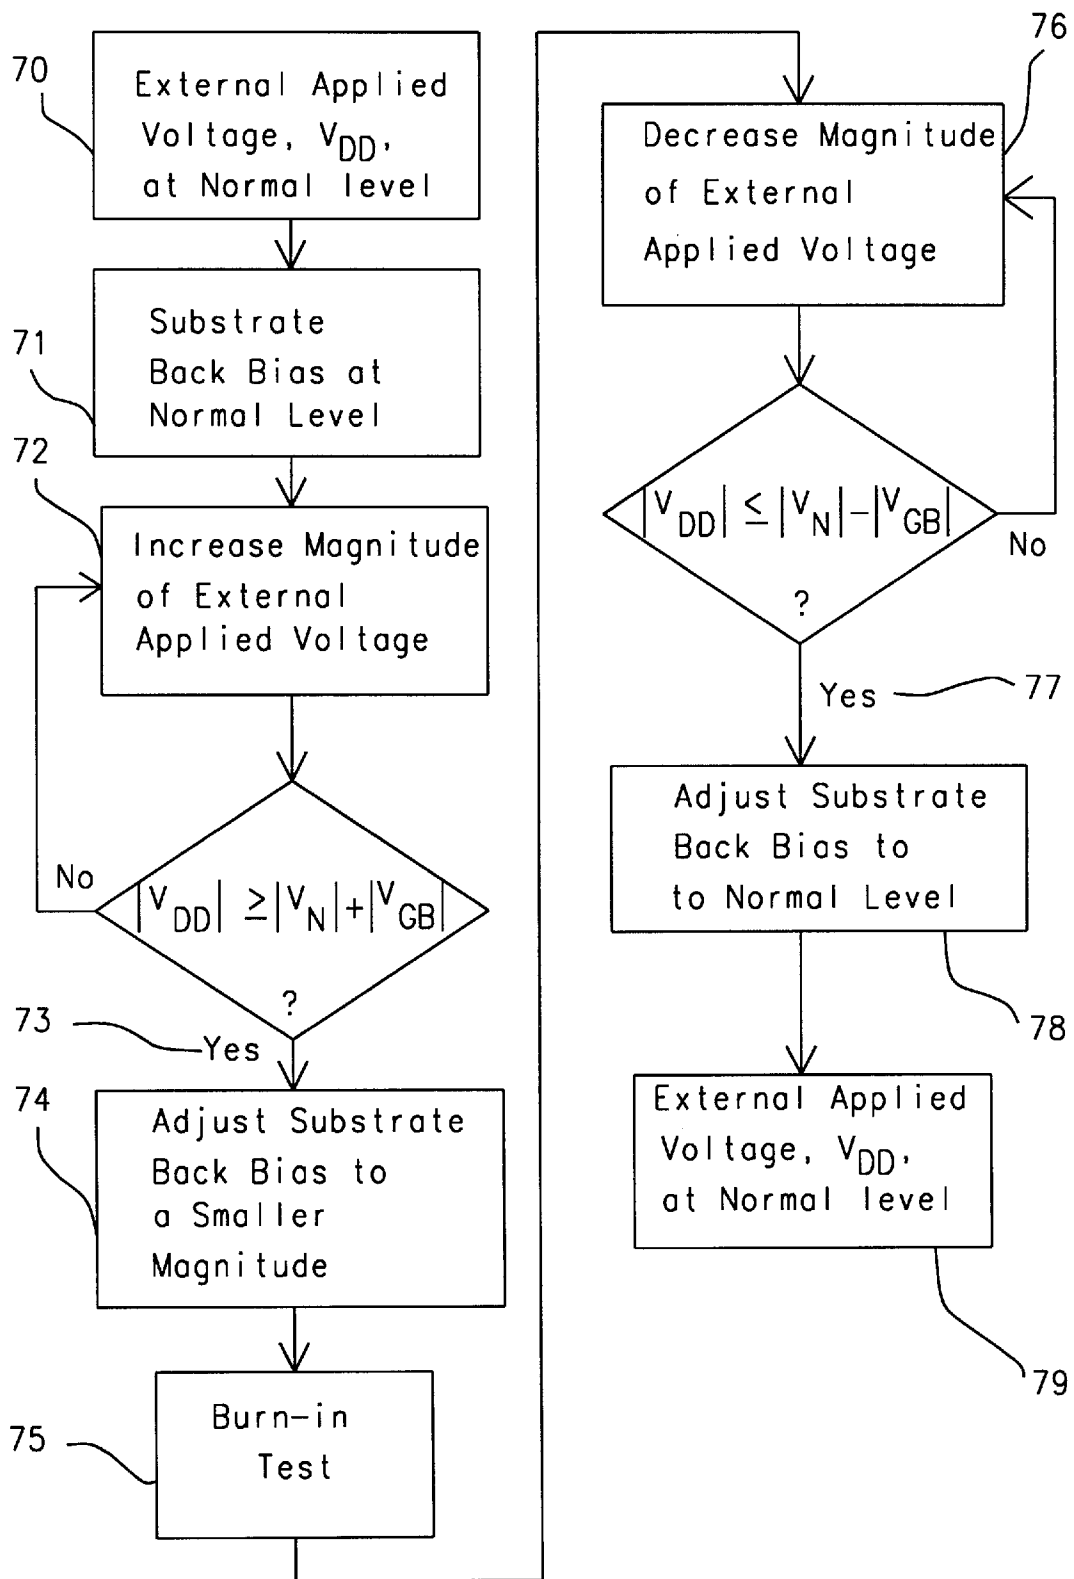 70
External Applied
Voltage, VDD,
at Normal level
71
Substrate
Back Bias at
Normal Level
72
Increase Magnitude
of External
Applied Voltage
No
|VDD| ≥ |VN| + |VGB|
?
73
Yes
74
Adjust Substrate
Back Bias to
a Smaller
Magnitude
75
Burn-in
Test
76
Decrease Magnitude
of External
Applied Voltage
|VDD| ≤ |VN| - |VGB|
No
?
Yes
77
Adjust Substrate
Back Bias to
to Normal Level
78
External Applied
Voltage, VDD,
at Normal level
79